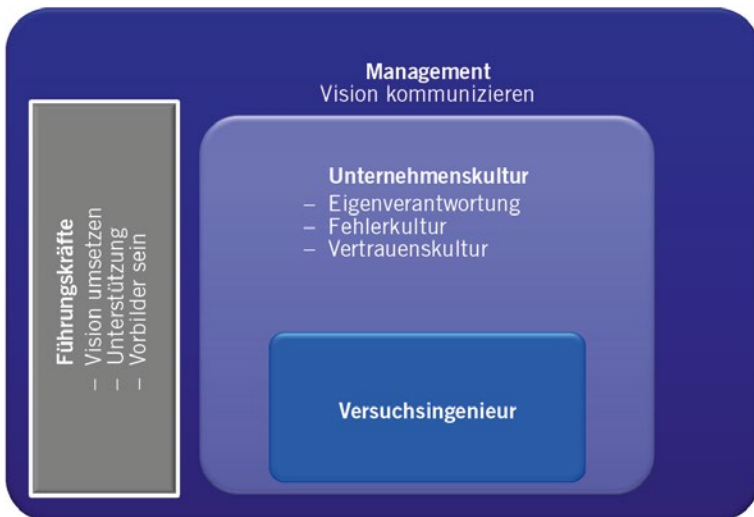 Management
Vision kommunizieren
Führungskräfte
– Vision umsetzen
– Unterstützung
– Vorbilder sein
Unternehmenskultur
– Eigenverantwortung
– Fehlerkultur
– Vertrauenskultur
Versuchsingenieur